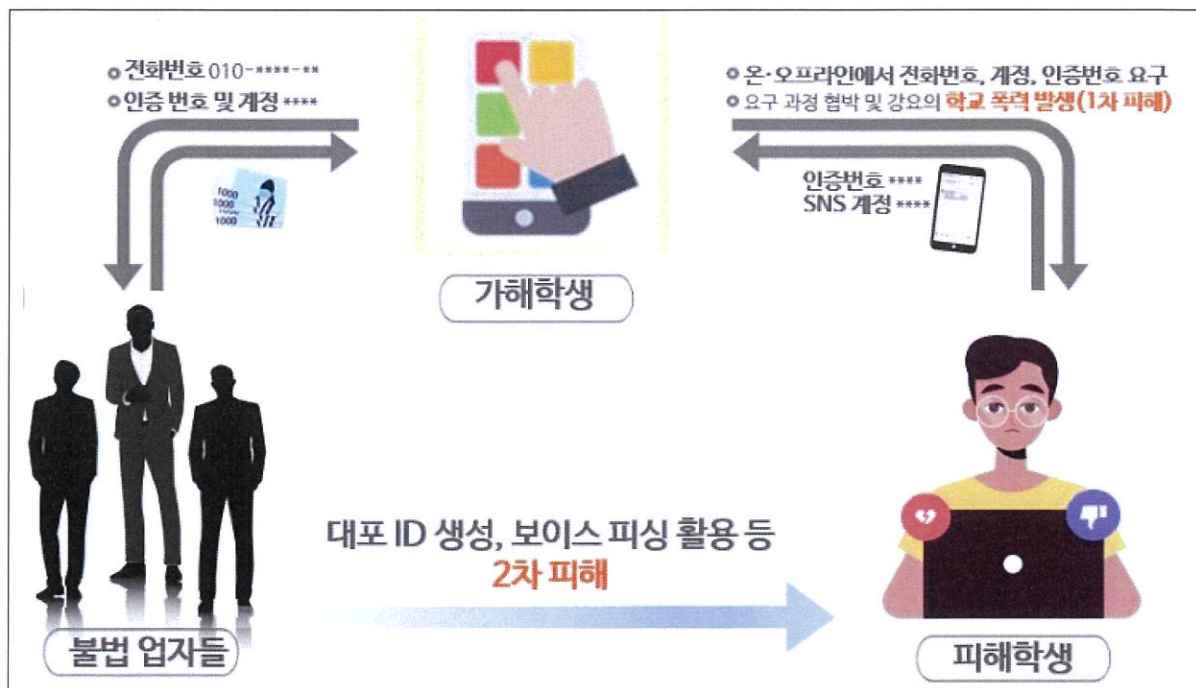 전화번호 010-****-**
인증 번호 및 계정 ****
온·오프라인에서 전화번호, 계정, 인증번호 요구
요구 과정 협박 및 강요의 학교 폭력 발생(1차 피해)
1000
1000
1000
인증번호 ****
SNS 계정 ****
가해학생
대포 ID 생성, 보이스 피싱 활용 등
2차 피해
불법 업자들
피해학생